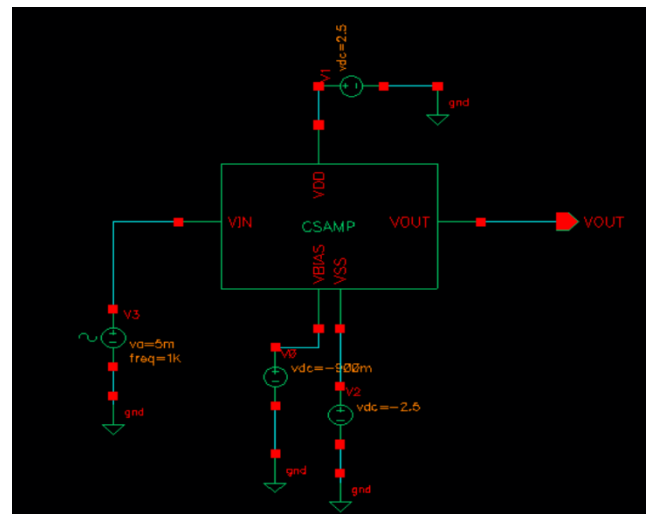 vdc=2.5
V1
gnd
VDD
VIN
CSAMP
VOUT
VOUT
VBIAS
VSS
V3
va=5m
freq=1K
gnd
V0
vdc=-900m
gnd
V2
vdc=-2.5
gnd